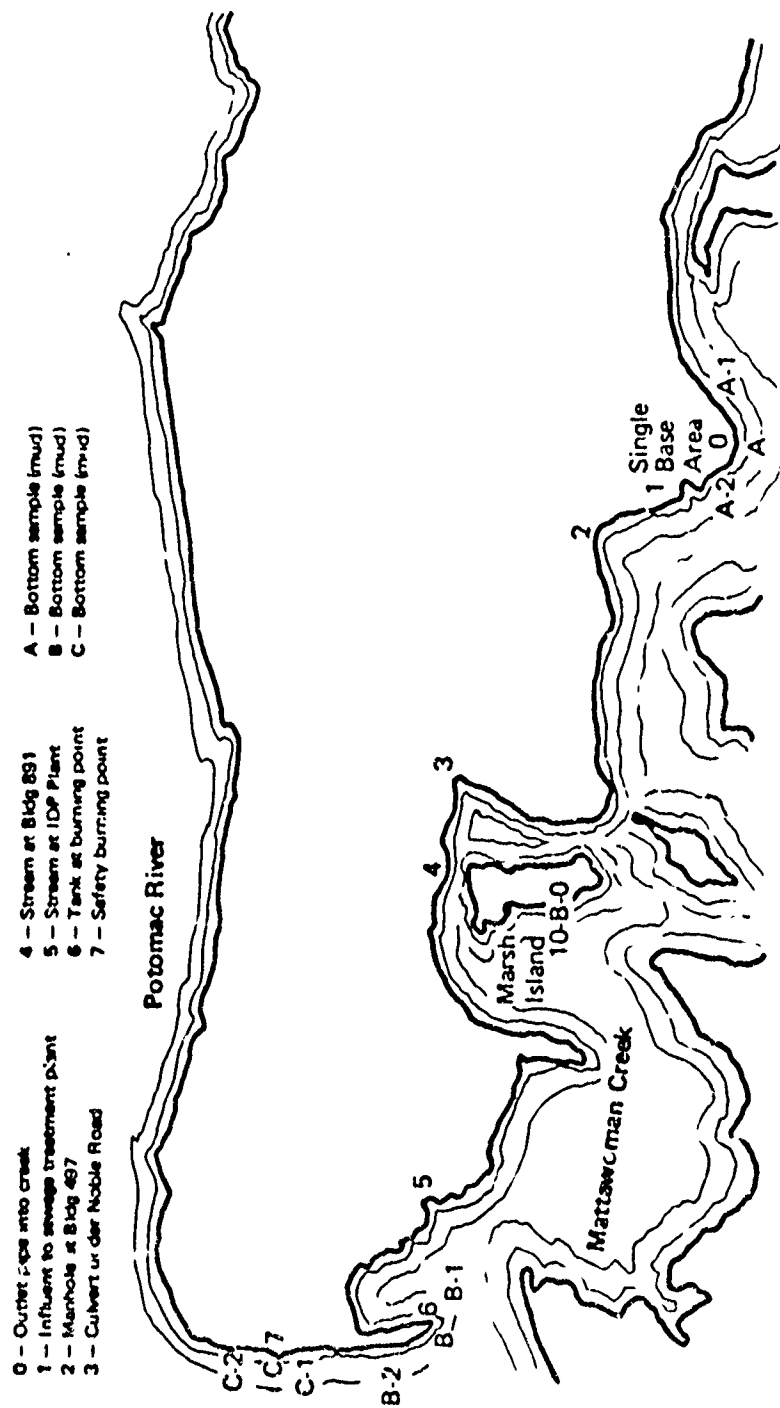 0 – Outlet pipe into creek
1 – Influent to sewage treatment plant
2 – Manhole at Bldg 497
3 – Culvert under Noble Road
4 – Stream at Bldg 891
5 – Stream at IDP Plant
6 – Tank at burning point
7 – Safety burning point
A – Bottom sample (mud)
B – Bottom sample (mud)
C – Bottom sample (mud)
Potomac River
C-2
C
7
C-1
B-2
B
6
B-1
5
Mattawoman Creek
4
3
Marsh
Island
10-B-0
2
1
Single
Base
Area
0
A-2
A
A-1